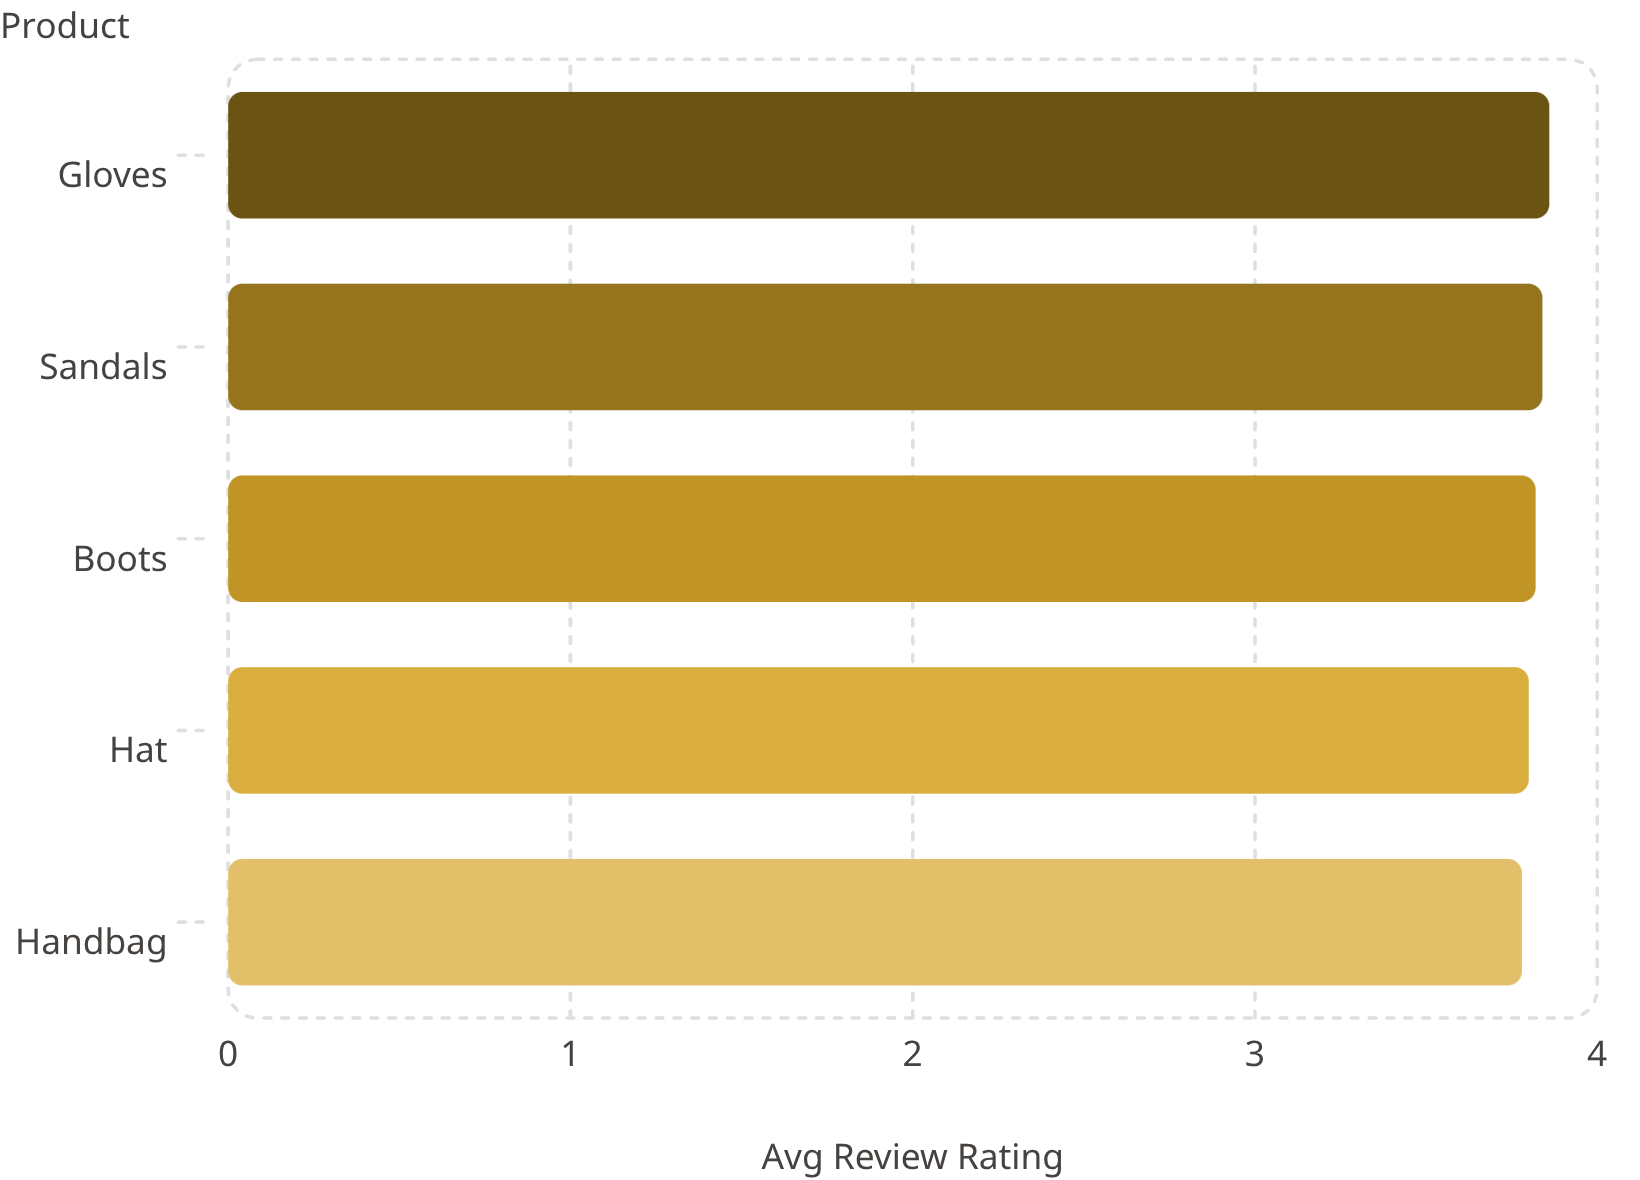 Product
Gloves
Sandals
Boots
Hat
Handbag
0 1 2 3 4
Avg Review Rating